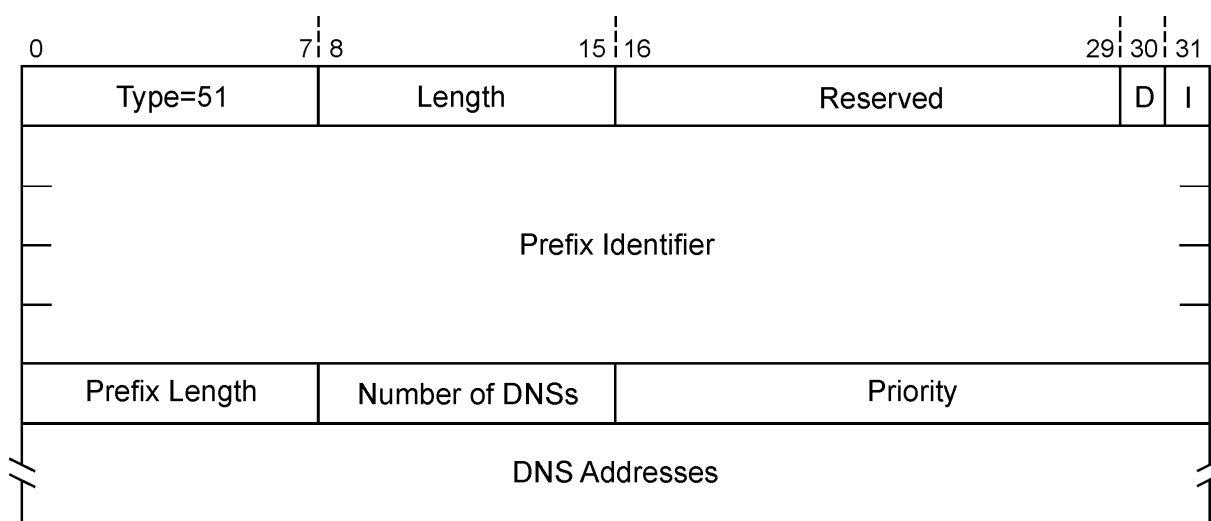 0 7 8 15 16 29 30 31
Type=51 Length Reserved D I
Prefix Identifier
Prefix Length Number of DNSs Priority
DNS Addresses